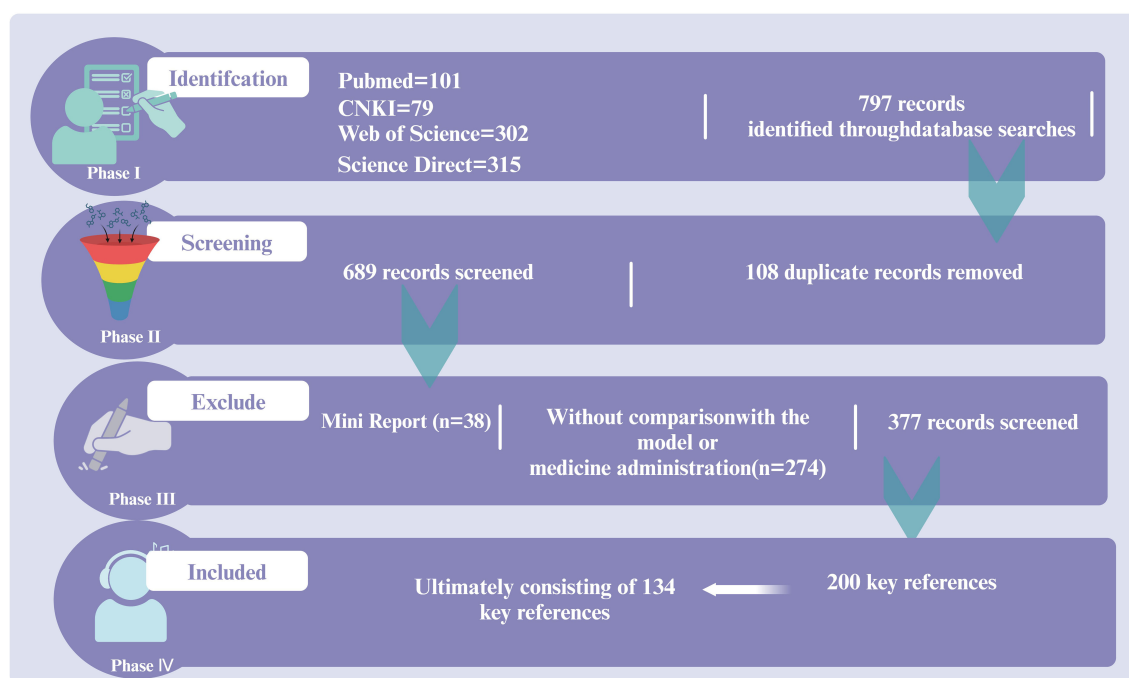 Identifcation
Pubmed=101
CNKI=79
Web of Science=302
Science Direct=315
797 records
identified throughdatabase searches
Phase I
Screening
689 records screened
108 duplicate records removed
Phase II
Exclude
Mini Report (n=38)
Without comparisonwith the
model or
medicine administration(n=274)
377 records screened
Phase III
Included
Ultimately consisting of 134
key references
200 key references
Phase IV